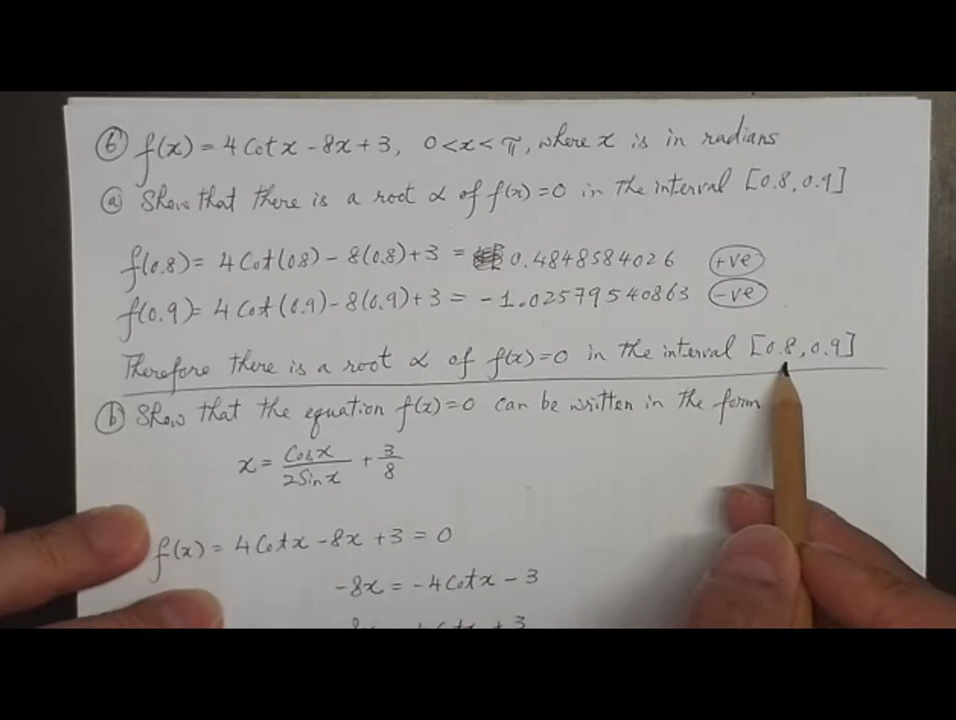 ⑥ f(x) = 4 Cot x - 8x + 3, 0 < x < π, where x is in radians
ⓐ Show that there is a root α of f(x) = 0 in the interval [0.8, 0.9]
f(0.8) = 4 Cot (0.8) - 8(0.8) + 3 = 0.4848584026 +ve
f(0.9) = 4 Cot (0.9) - 8(0.9) + 3 = -1.02579540863 -ve
Therefore there is a root α of f(x) = 0 in the interval [0.8, 0.9]
ⓑ Show that the equation f(x) = 0 can be written in the form
x = Cos x / 2 Sin x + 3/8
f(x) = 4 Cot x - 8x + 3 = 0
-8x = -4 Cot x - 3